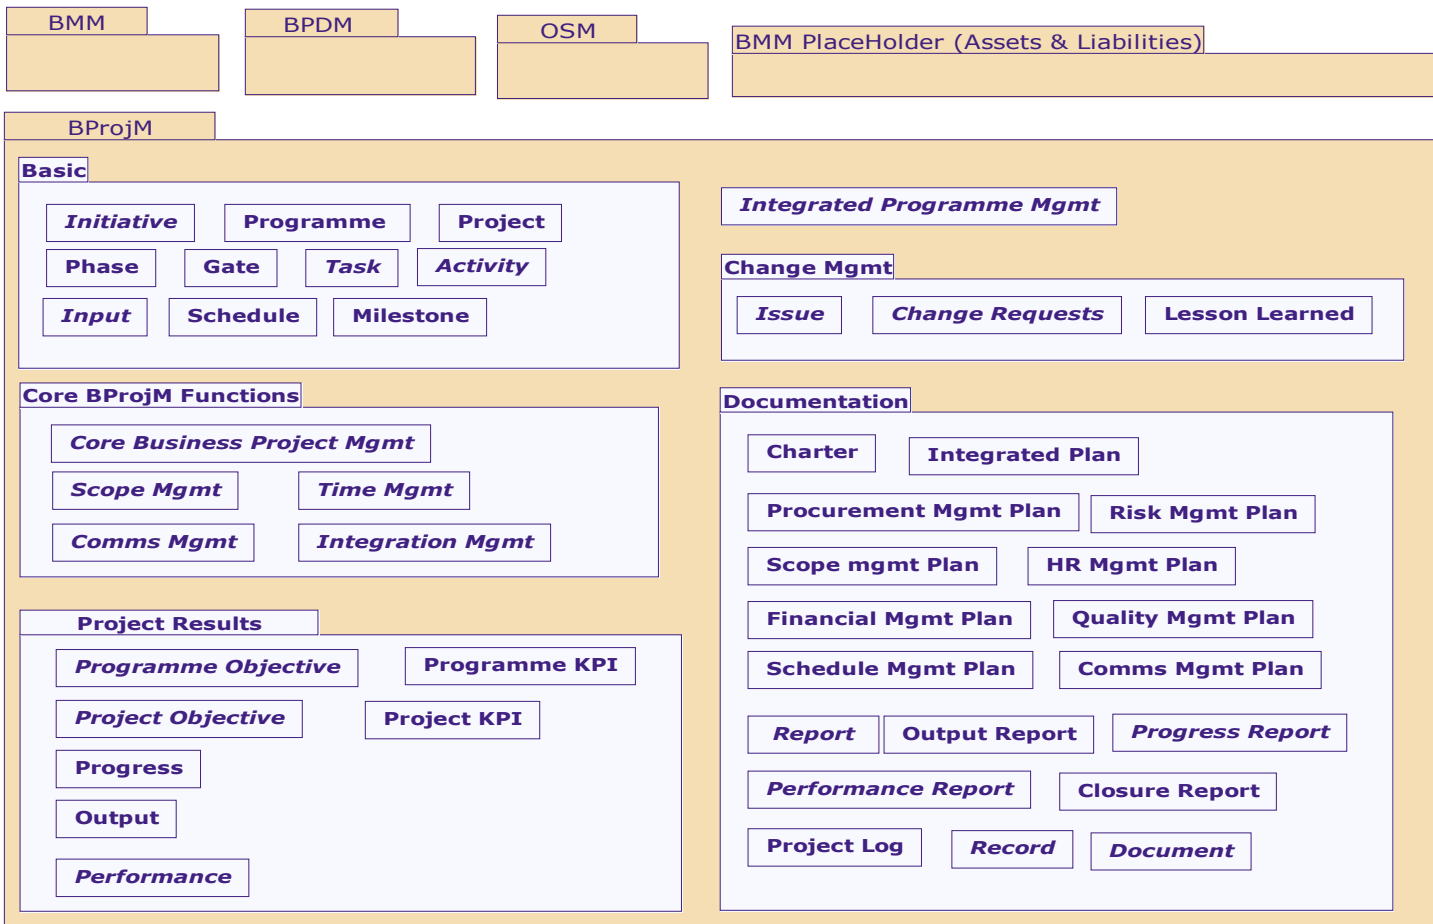 BMM
BPDM
OSM
BMM PlaceHolder (Assets & Liabilities)
BProjM
Basic
Initiative Programme Project
Phase Gate Task Activity
Input Schedule Milestone
Integrated Programme Mgmt
Change Mgmt
Issue Change Requests Lesson Learned
Core BProjM Functions
Core Business Project Mgmt
Scope Mgmt Time Mgmt
Comms Mgmt Integration Mgmt
Documentation
Charter Integrated Plan
Procurement Mgmt Plan Risk Mgmt Plan
Scope mgmt Plan HR Mgmt Plan
Financial Mgmt Plan Quality Mgmt Plan
Schedule Mgmt Plan Comms Mgmt Plan
Report Output Report Progress Report
Performance Report Closure Report
Project Log Record Document
Project Results
Programme Objective Programme KPI
Project Objective Project KPI
Progress
Output
Performance